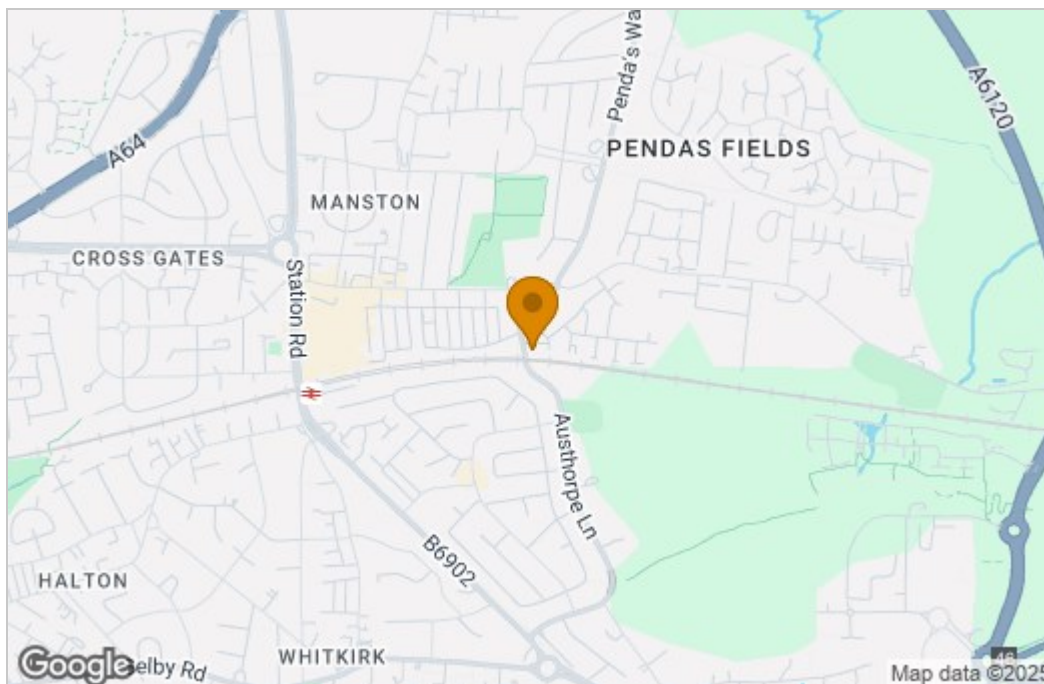 A64
Penda's Wa
A6120
PENDAS FIELDS
MANSTON
CROSS GATES
Station Rd
Austhorpe Ln
B6902
HALTON
WHITKIRK
Google
elby Rd
46
Map data ©2025